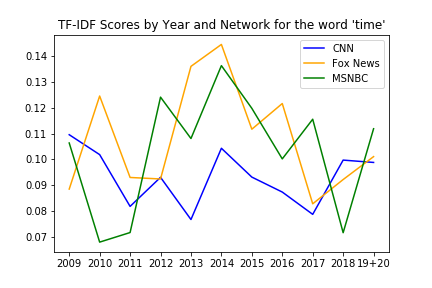 TF-IDF Scores by Year and Network for the word 'time'
CNN
Fox News
MSNBC
0.14
0.13
0.12
0.11
0.10
0.09
0.08
0.07
2009 2010 2011 2012 2013 2014 2015 2016 2017 2018 19+20